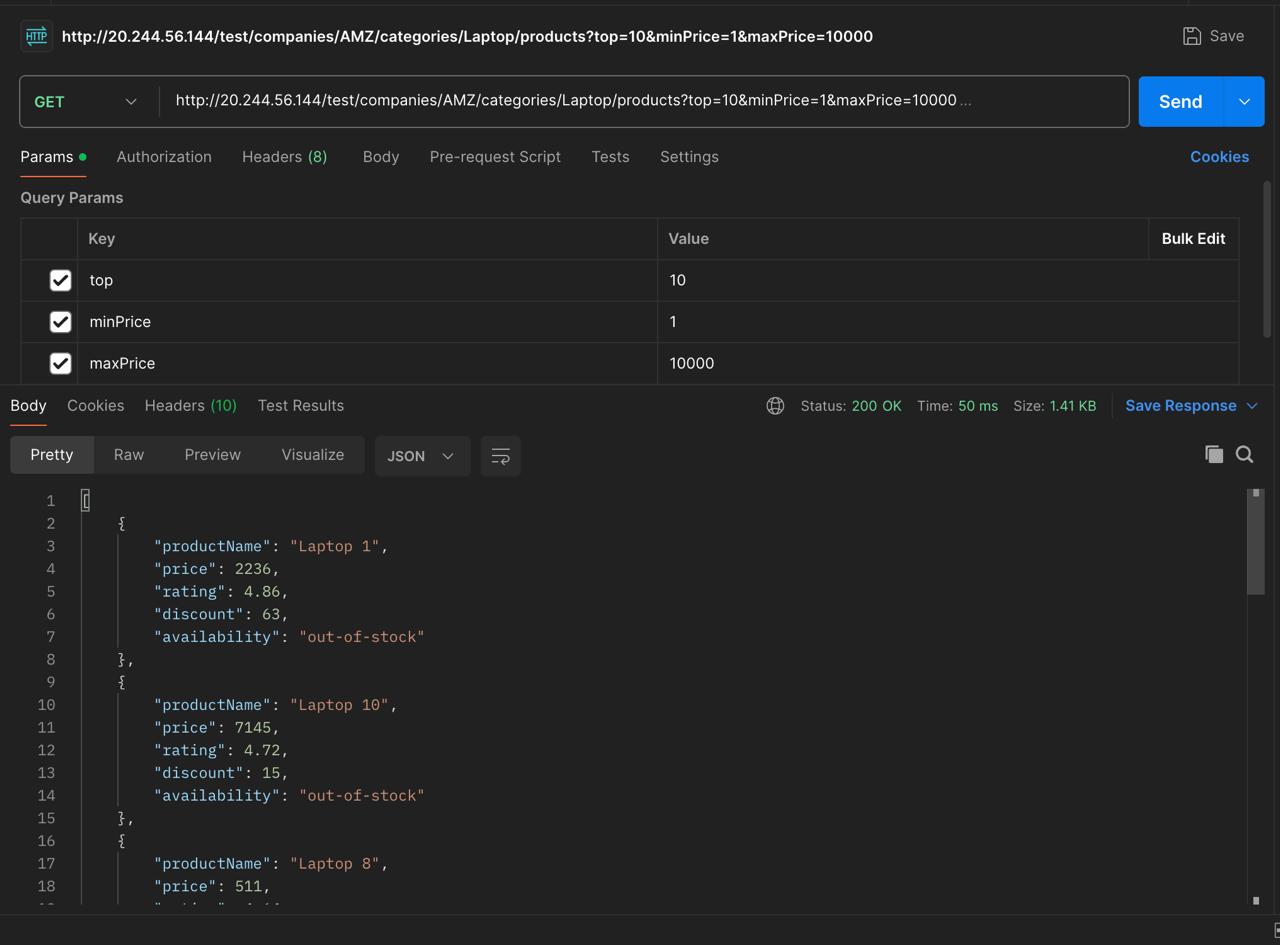 HTTP http://20.244.56.144/test/companies/AMZ/categories/Laptop/products?top=10&minPrice=1&maxPrice=10000 Save
GET http://20.244.56.144/test/companies/AMZ/categories/Laptop/products?top=10&minPrice=1&maxPrice=10000 ... Send
Params Authorization Headers (8) Body Pre-request Script Tests Settings Cookies
Query Params
Key Value Bulk Edit
top 10
minPrice 1
maxPrice 10000
Body Cookies Headers (10) Test Results Status: 200 OK Time: 50 ms Size: 1.41 KB Save Response
Pretty Raw Preview Visualize JSON
1 [
2 {
3 "productName": "Laptop 1",
4 "price": 2236,
5 "rating": 4.86,
6 "discount": 63,
7 "availability": "out-of-stock"
8 },
9 {
10 "productName": "Laptop 10",
11 "price": 7145,
12 "rating": 4.72,
13 "discount": 15,
14 "availability": "out-of-stock"
15 },
16 {
17 "productName": "Laptop 8",
18 "price": 511,